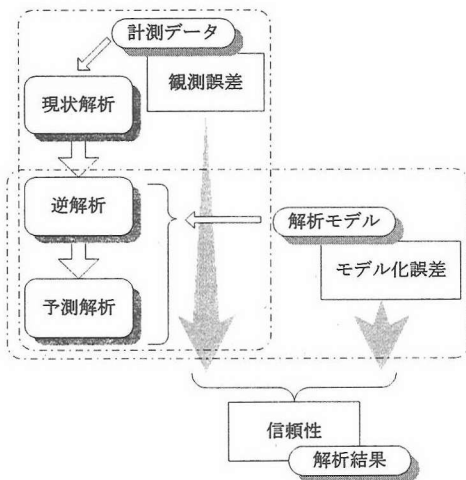 計測データ
観測誤差
現状解析
逆解析
解析モデル
モデル化誤差
予測解析
信頼性
解析結果